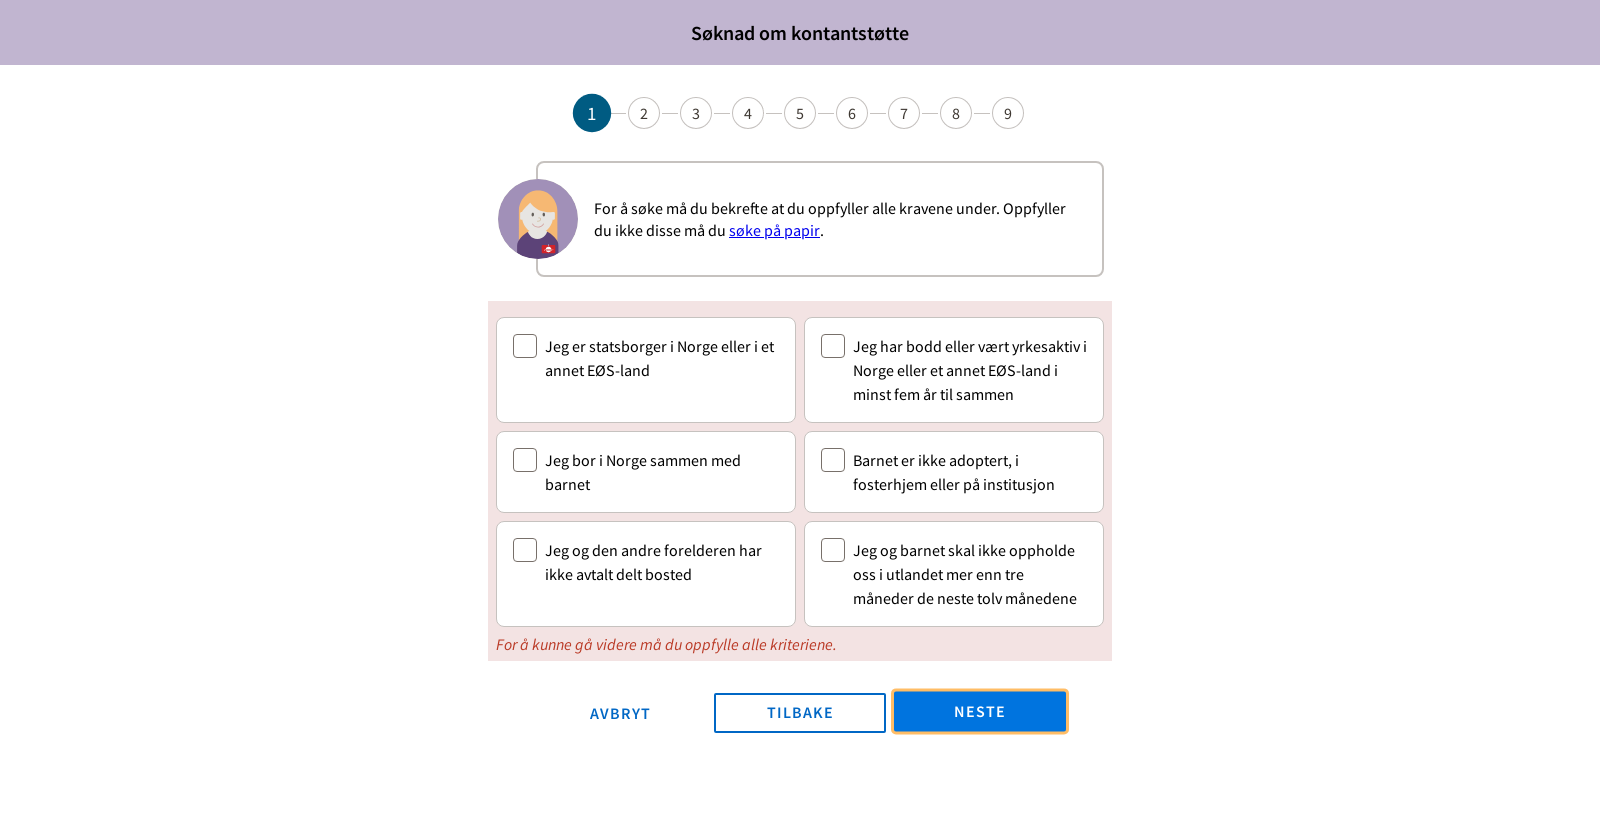 Søknad om kontantstøtte
1 2 3 4 5 6 7 8 9
For å søke må du bekrefte at du oppfyller alle kravene under. Oppfyller
du ikke disse må du søke på papir.
Jeg er statsborger i Norge eller i et
annet EØS-land
Jeg har bodd eller vært yrkesaktiv i
Norge eller et annet EØS-land i
minst fem år til sammen
Jeg bor i Norge sammen med
barnet
Barnet er ikke adoptert, i
fosterhjem eller på institusjon
Jeg og den andre forelderen har
ikke avtalt delt bosted
Jeg og barnet skal ikke oppholde
oss i utlandet mer enn tre
måneder de neste tolv månedene
For å kunne gå videre må du oppfylle alle kriteriene.
AVBRYT
TILBAKE
NESTE